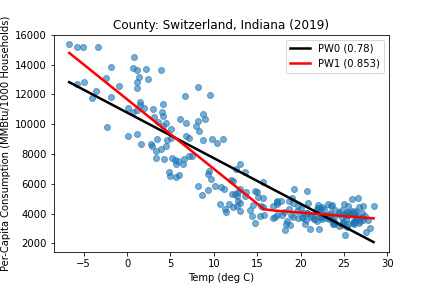 County: Switzerland, Indiana (2019)
PW0 (0.78)
PW1 (0.853)
Per-Capita Consumption (MMBtu/1000 Households)
16000
14000
12000
10000
8000
6000
4000
2000
−5 0 5 10 15 20 25 30
Temp (deg C)